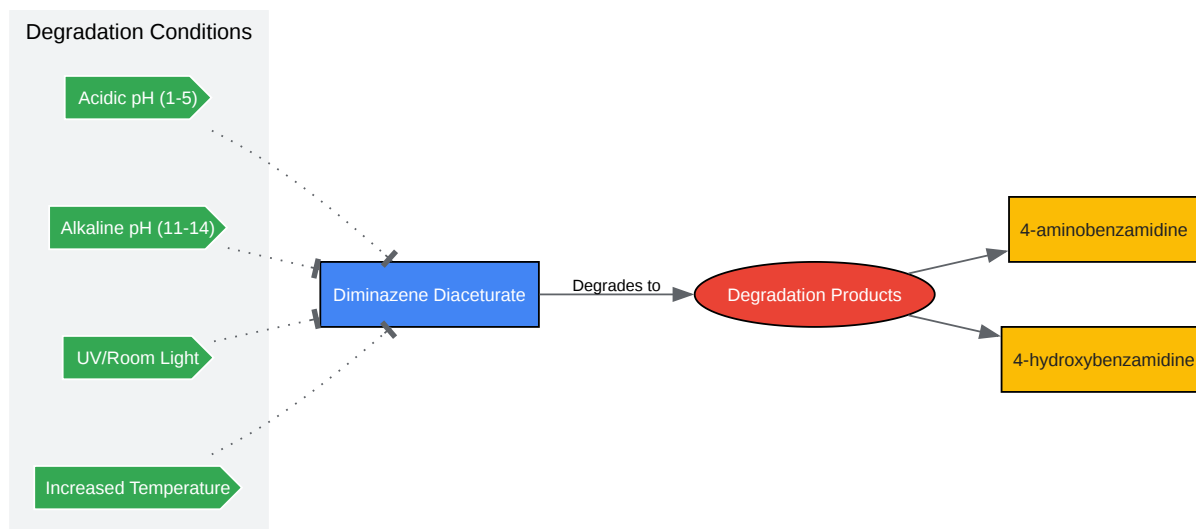 Degradation Conditions
Acidic pH (1-5)
Alkaline pH (11-14)
UV/Room Light
Increased Temperature
Diminazene Diaceturate
Degrades to
Degradation Products
4-aminobenzamidine
4-hydroxybenzamidine